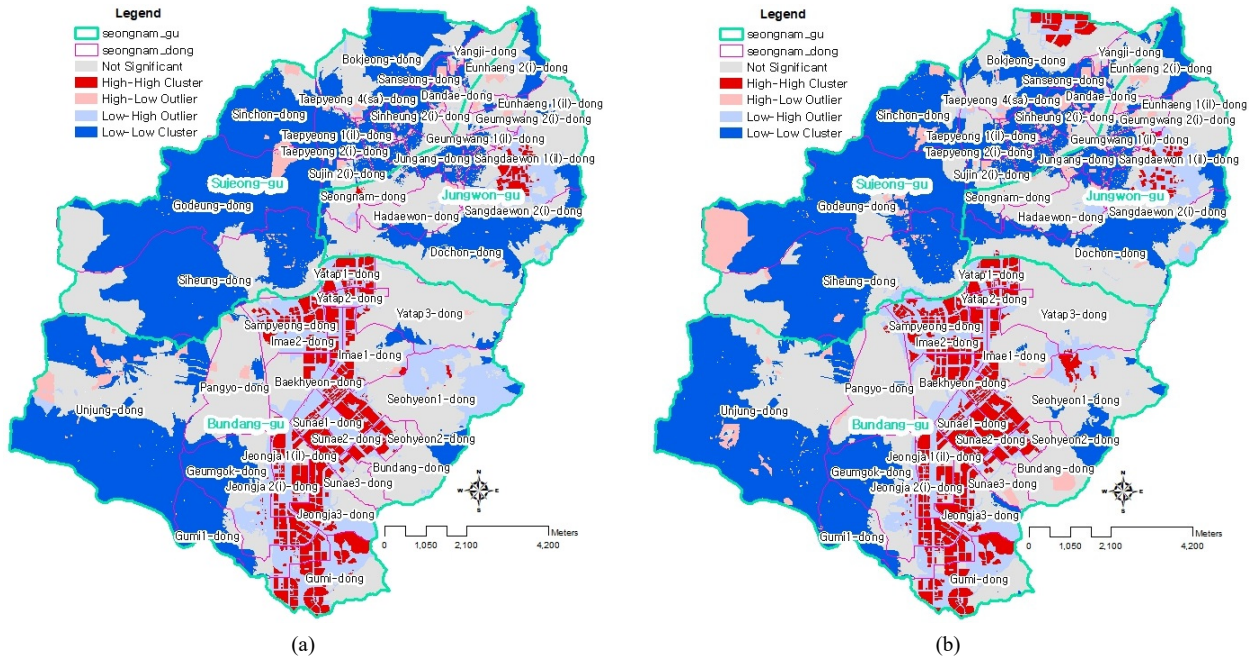 Legend
seongnam_gu
seongnam_dong
Not Significant
High-High Cluster
High-Low Outlier
Low-High Outlier
Low-Low Cluster
Yangji-dong
Bokjeong-dong
Eunhaeng 2(i)-dong
Sanseong-dong
Dandae-dong
Taepyeong 4(sa)-dong
Eunhaeng 1(il)-dong
Sinchon-dong
Sinheung 2(i)-dong
Geumgwang 2(i)-dong
Taepyeong 1(il)-dong
Geumgwang 1(il)-dong
Taepyeong 2(i)-dong
Jungang-dong
Sangdaewon 1(il)-dong
Sujin 2(i)-dong
Sujeong-gu
Seongnam-dong
Jungwon-gu
Godeung-dong
Hadaewon-dong
Sangdaewon 2(i)-dong
Dochon-dong
Siheung-dong
Yatap1-dong
Yatap2-dong
Yatap3-dong
Sampyeong-dong
Imae2-dong
Imae1-dong
Baekhyeon-dong
Pangyo-dong
Seohyeon1-dong
Unjung-dong
Bundang-gu
Sunae1-dong
Sunae2-dong
Seohyeon2-dong
Jeongja 1(il)-dong
Geumgok-dong
Bundang-dong
Jeongja 2(i)-dong
Sunae3-dong
Jeongja3-dong
Gumi1-dong
Gumi-dong
N
W E
S
Meters
0 1,050 2,100 4,200
(a)
Legend
seongnam_gu
seongnam_dong
Not Significant
High-High Cluster
High-Low Outlier
Low-High Outlier
Low-Low Cluster
Yangji-dong
Bokjeong-dong
Eunhaeng 2(i)-dong
Sanseong-dong
Dandae-dong
Taepyeong 4(sa)-dong
Eunhaeng 1(il)-dong
Sinchon-dong
Sinheung 2(i)-dong
Geumgwang 2(i)-dong
Taepyeong 1(il)-dong
Geumgwang 1(il)-dong
Taepyeong 2(i)-dong
Jungang-dong
Sangdaewon 1(il)-dong
Sujin 2(i)-dong
Sujeong-gu
Seongnam-dong
Jungwon-gu
Godeung-dong
Hadaewon-dong
Sangdaewon 2(i)-dong
Dochon-dong
Siheung-dong
Yatap1-dong
Yatap2-dong
Yatap3-dong
Sampyeong-dong
Imae2-dong
Imae1-dong
Baekhyeon-dong
Pangyo-dong
Seohyeon1-dong
Unjung-dong
Bundang-gu
Sunae1-dong
Sunae2-dong
Seohyeon2-dong
Jeongja 1(il)-dong
Geumgok-dong
Bundang-dong
Jeongja 2(i)-dong
Sunae3-dong
Jeongja3-dong
Gumi1-dong
Gumi-dong
N
W E
S
Meters
0 1,050 2,100 4,200
(b)